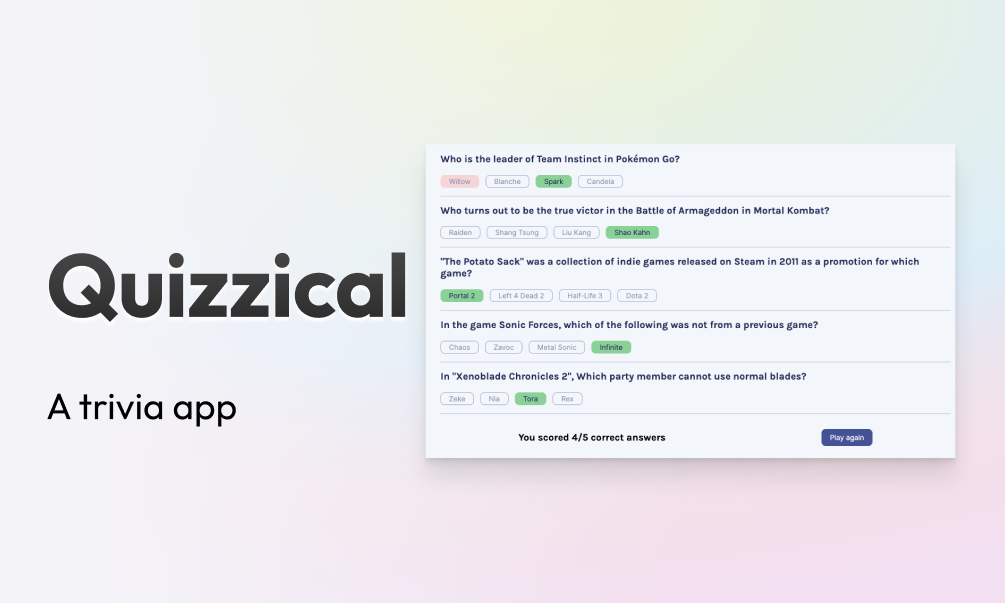 Quizzical
A trivia app
Who is the leader of Team Instinct in Pokémon Go?
Willow Blanche Spark Candela
Who turns out to be the true victor in the Battle of Armageddon in Mortal Kombat?
Raiden Shang Tsung Liu Kang Shao Kahn
"The Potato Sack" was a collection of indie games released on Steam in 2011 as a promotion for which
game?
Portal 2 Left 4 Dead 2 Half-Life 3 Dota 2
In the game Sonic Forces, which of the following was not from a previous game?
Chaos Zavoc Metal Sonic Infinite
In "Xenoblade Chronicles 2", Which party member cannot use normal blades?
Zeke Nia Tora Rex
You scored 4/5 correct answers
Play again